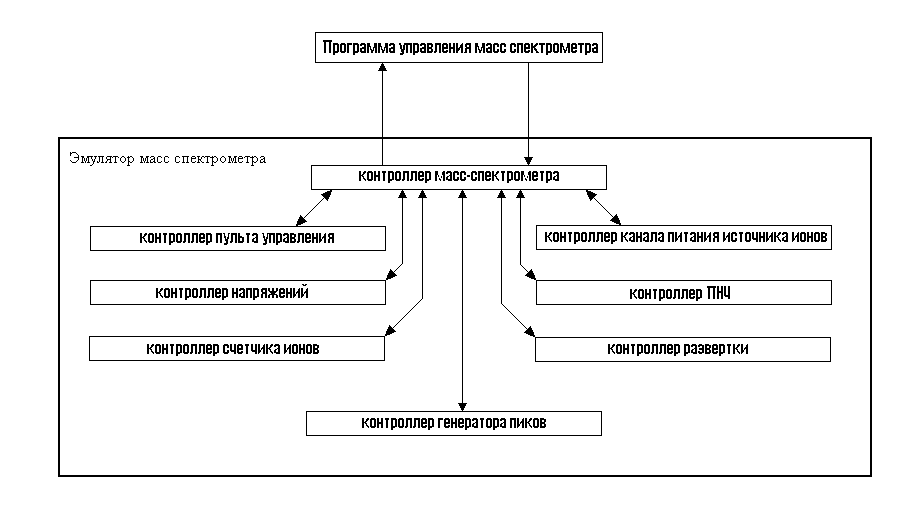 Программа управления масс спектрометра
Эмулятор масс спектрометра
контроллер масс-спектрометра
контроллер пульта управления
контроллер канала питания источника ионов
контроллер напряжений
контроллер ПНЧ
контроллер счетчика ионов
контроллер развертки
контроллер генератора пиков